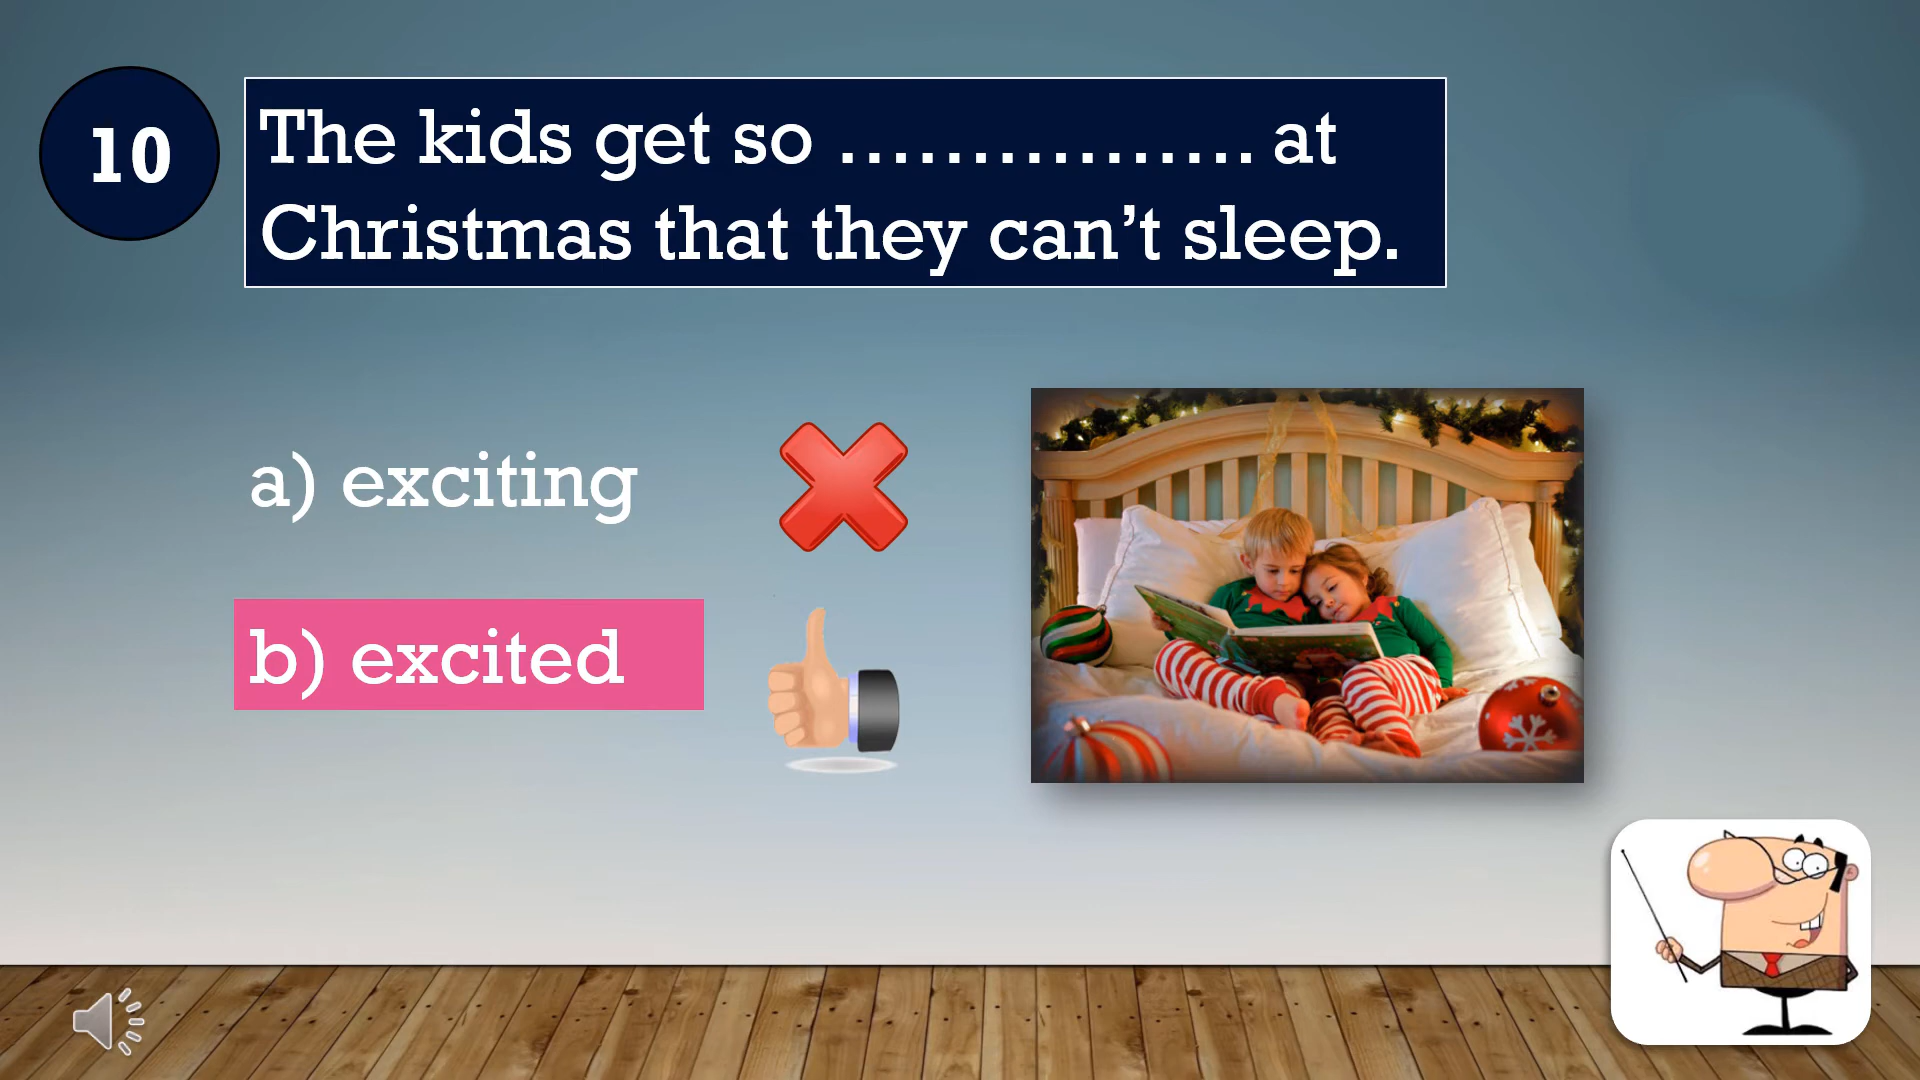 10
The kids get so ................ at
Christmas that they can’t sleep.
a) exciting
b) excited